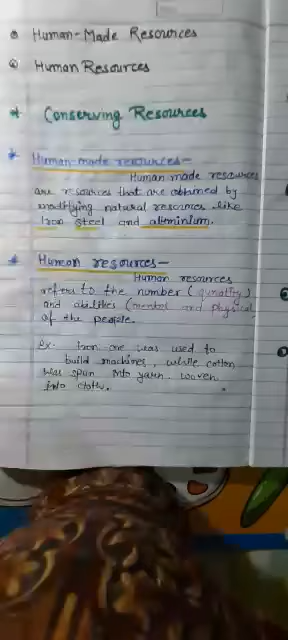 Human-Made Resources
Human Resources
* Conserving Resources
* Human-made resources-
Human made resources
are resources that are obtained by
modifying natural resources like
Iron steel and aliminium.
* Human resources-
Human resources
refers to the number (qunatity)
and abilities (mental and physical
of the people.
ex- Iron ore was used to
build machines, while cotton
was spun into yarn woven
into cloth.